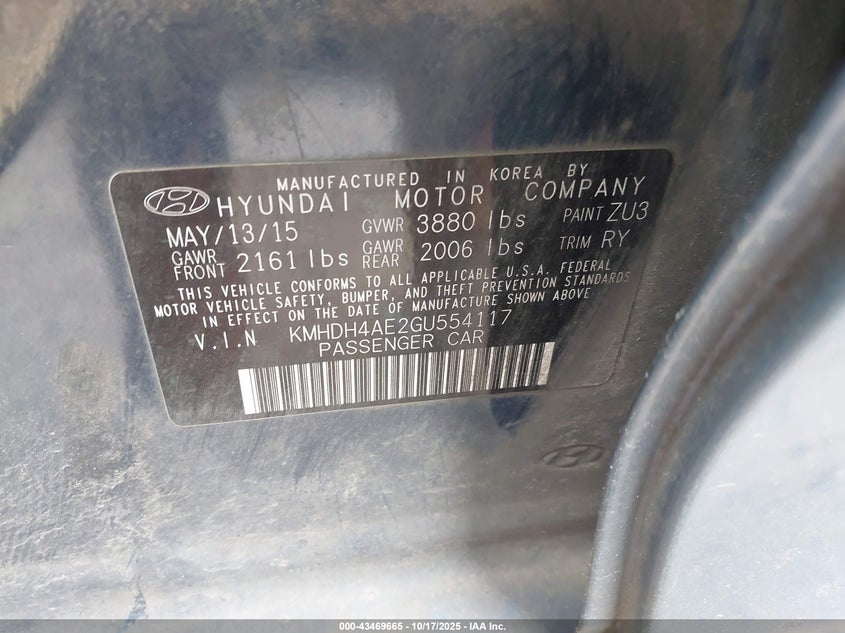 MANUFACTURED IN KOREA BY
HYUNDAI MOTOR COMPANY
MAY/13/15 GVWR 3880 lbs PAINT ZU3
GAWR FRONT 2161 lbs GAWR REAR 2006 lbs TRIM RY
THIS VEHICLE CONFORMS TO ALL APPLICABLE U.S.A. FEDERAL
MOTOR VEHICLE SAFETY, BUMPER, AND THEFT PREVENTION STANDARDS
IN EFFECT ON THE DATE OF MANUFACTURE SHOWN ABOVE
V.I.N KMHDH4AE2GU554117
PASSENGER CAR
000-43469665 - 10/17/2025 - IAA Inc.